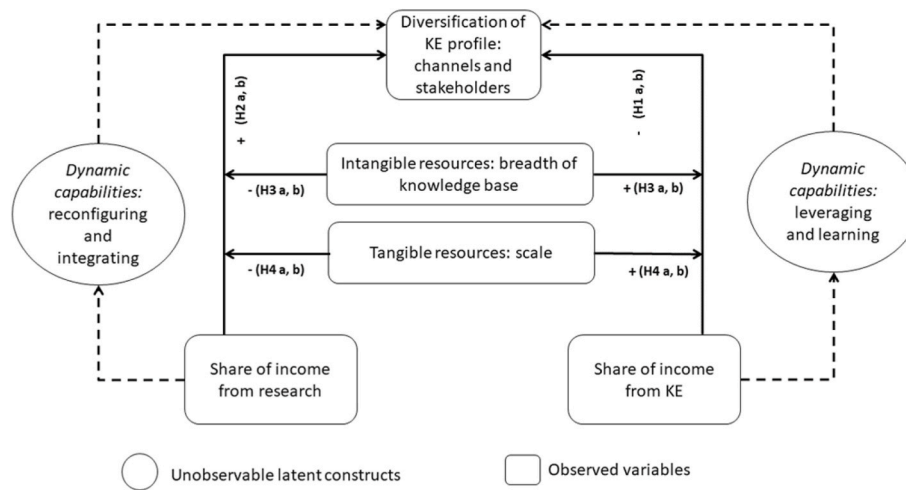 Diversification of
KE profile:
channels and
stakeholders
+ (H2 a, b)
- (H1 a, b)
Intangible resources: breadth of
knowledge base
- (H3 a, b)
+ (H3 a, b)
Dynamic capabilities:
reconfiguring
and
integrating
Dynamic
capabilities:
leveraging
and learning
Tangible resources: scale
- (H4 a, b)
+ (H4 a, b)
Share of income
from research
Share of income
from KE
Unobservable latent constructs
Observed variables